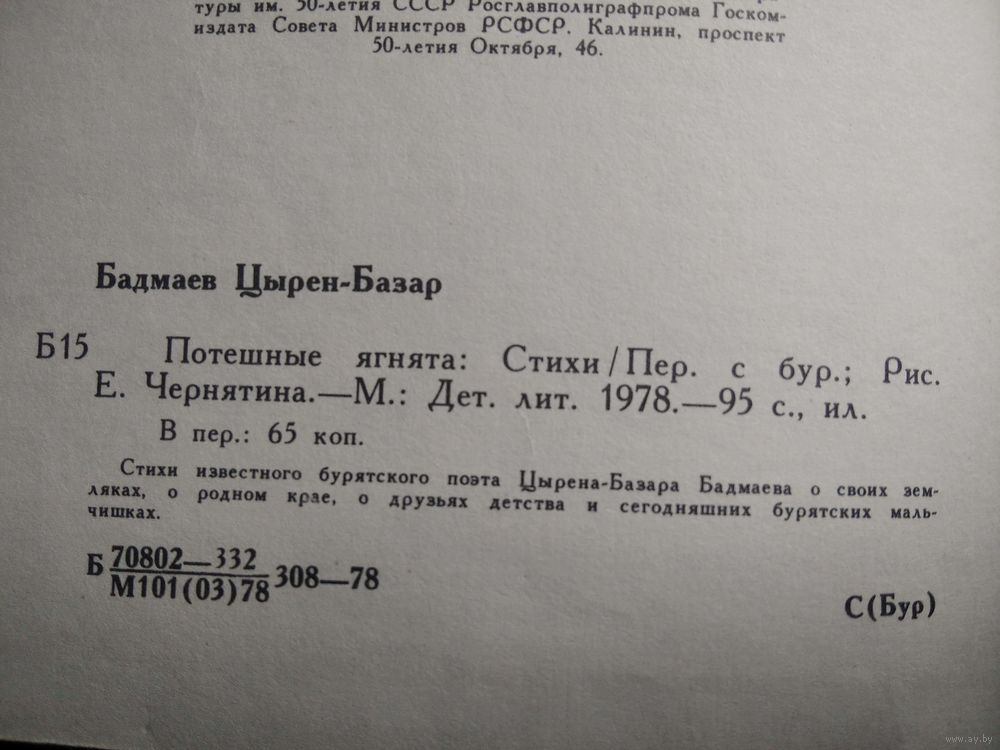 туры им. 50-летия СССР Росглавполиграфпрома Госком-
издата Совета Министров РСФСР. Калинин, проспект
50-летия Октября, 46.
Бадмаев Цырен-Базар
Б15 Потешные ягнята: Стихи/Пер. с бур.; Рис.
Е. Чернятина.—М.: Дет. лит. 1978.—95 с., ил.
В пер.: 65 коп.
Стихи известного бурятского поэта Цырена-Базара Бадмаева о своих зем-
ляках, о родном крае, о друзьях детства и сегодняшних бурятских маль-
чишках.
Б 70802—332
М101(03)78 308—78
С(Бур)
www.ay.by